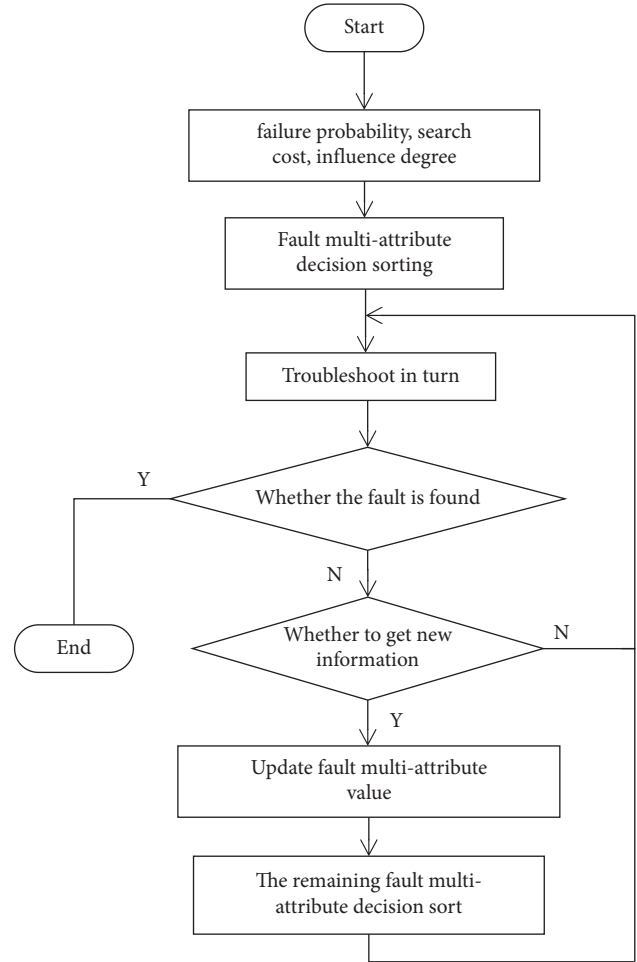 Start
failure probability, search
cost, influence degree
Fault multi-attribute
decision sorting
Troubleshoot in turn
Y
Whether the fault is found
N
End
Whether to get new
information
N
Y
Update fault multi-attribute
value
The remaining fault multi-
attribute decision sort